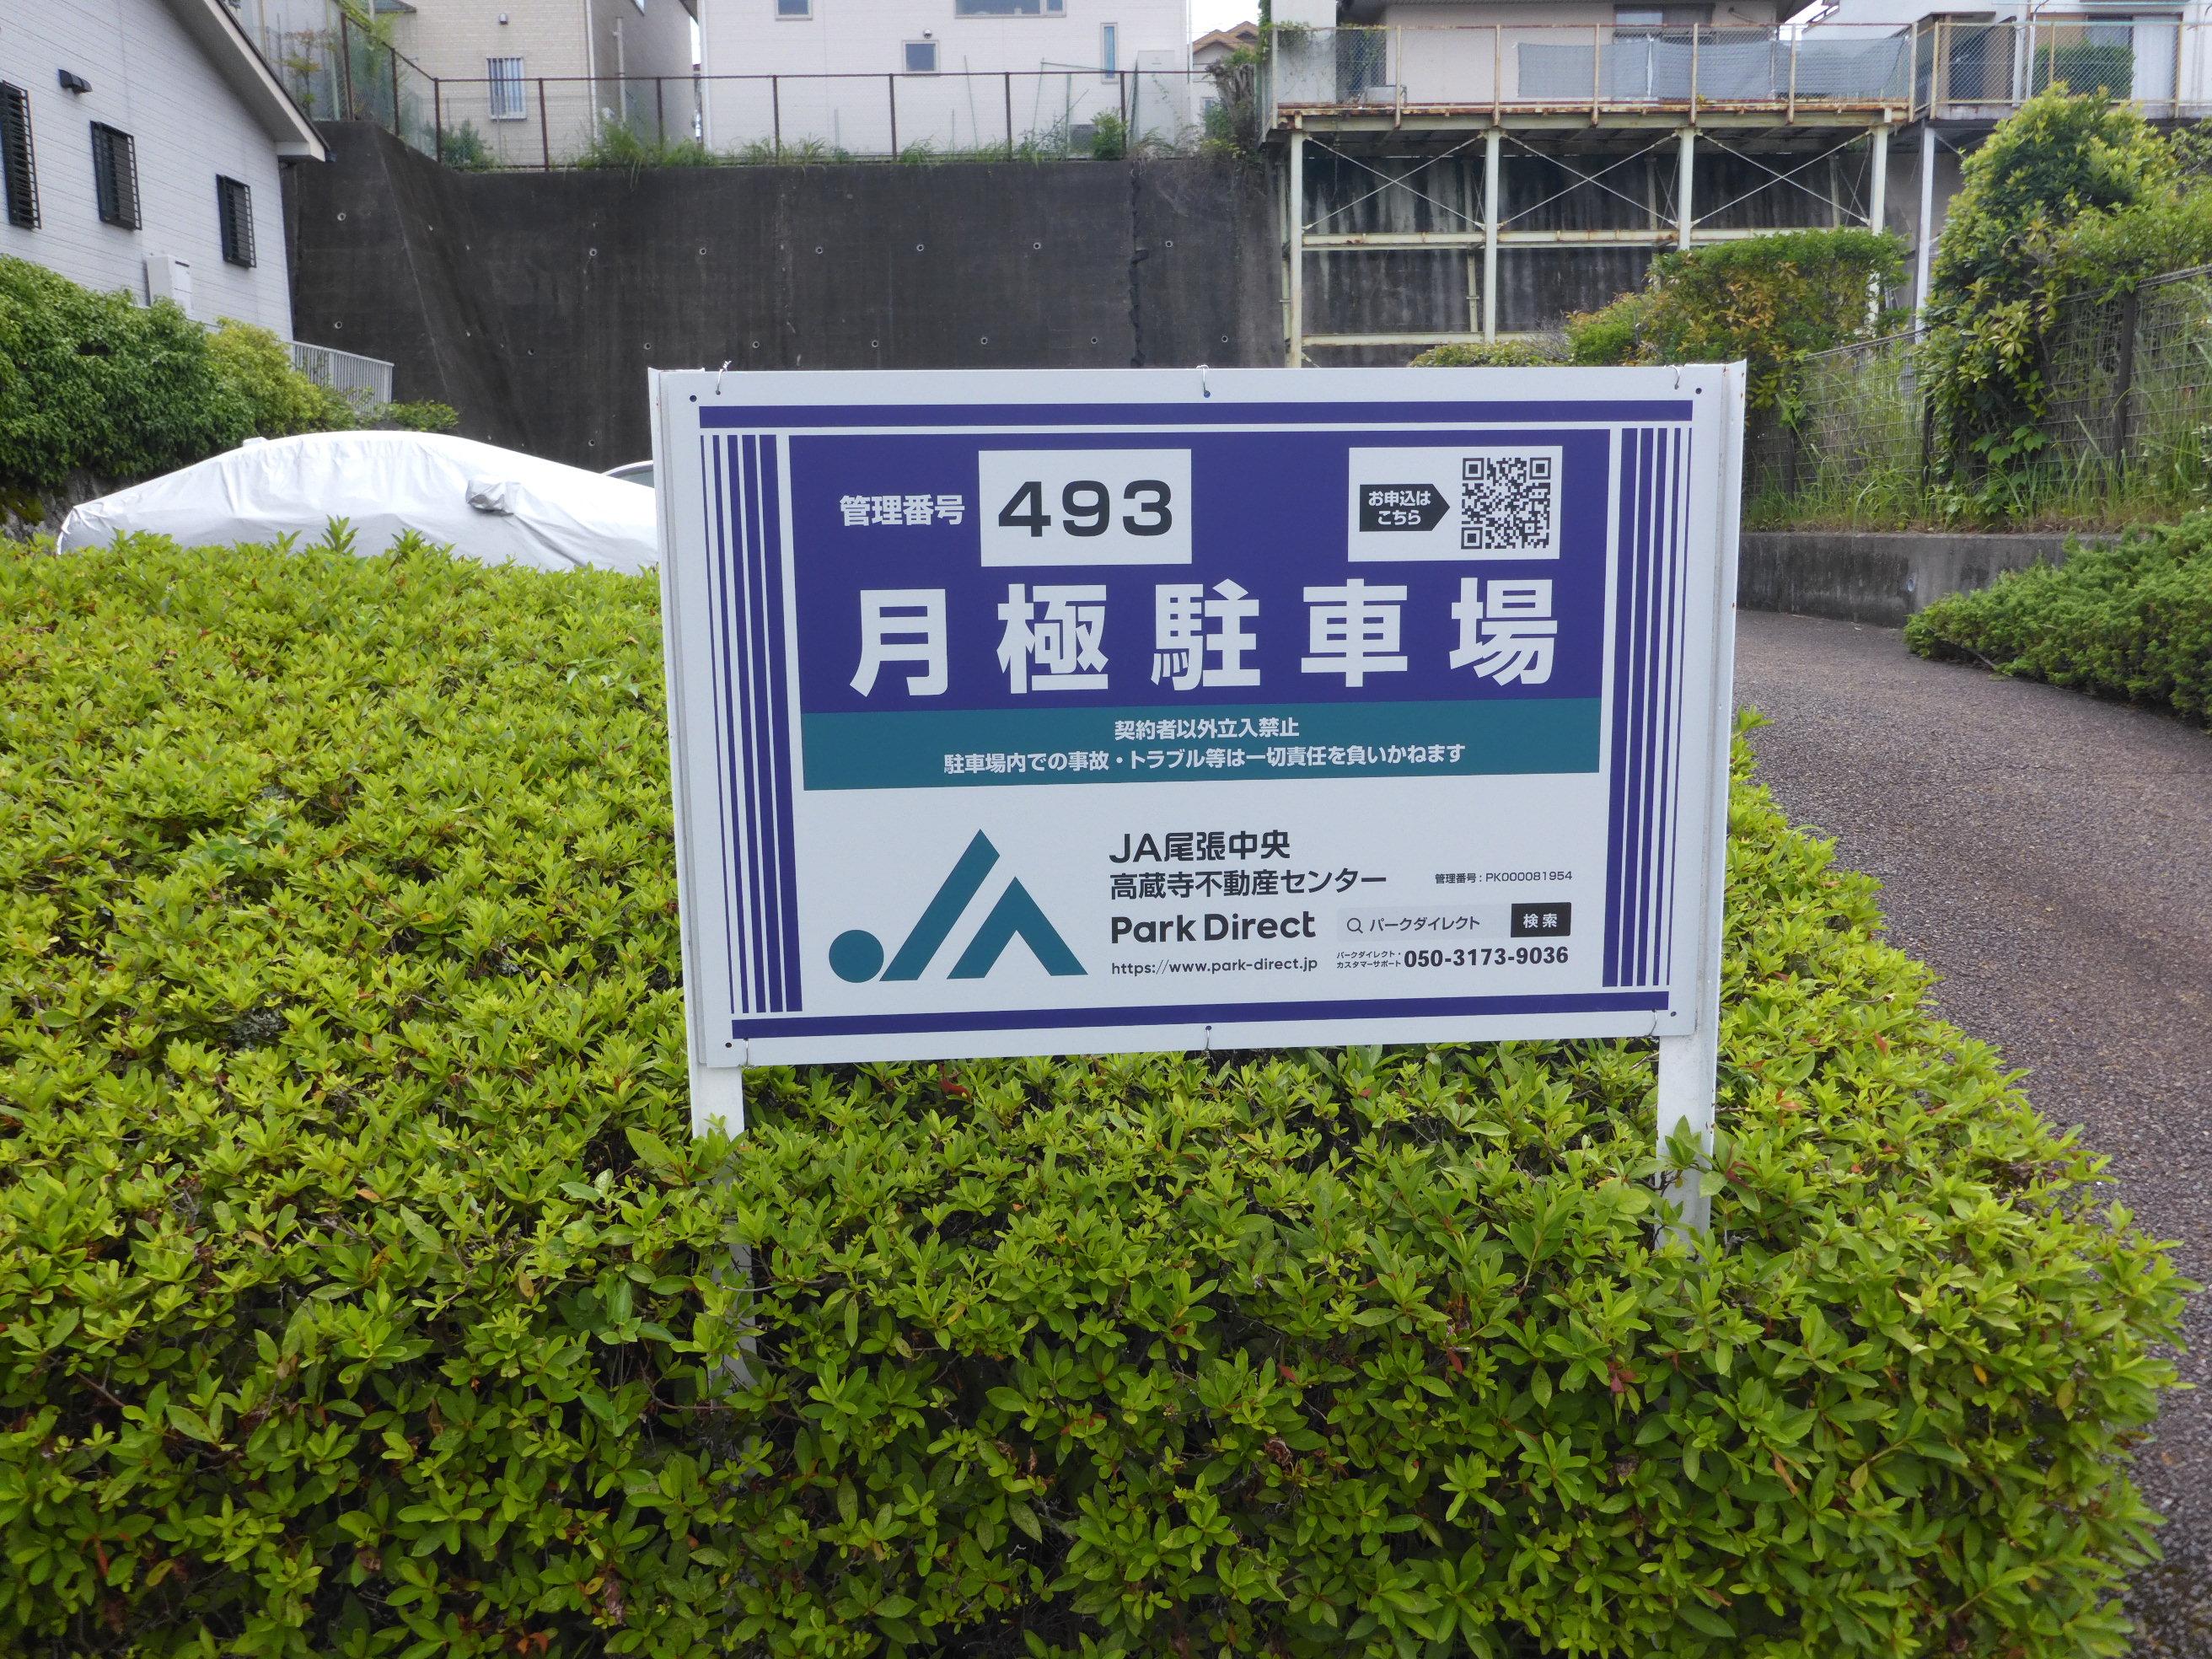 管理番号 493 お申込は
こちら
月極駐車場
契約者以外立入禁止
駐車場内での事故・トラブル等は一切責任を負いかねます
JA
JA尾張中央
高蔵寺不動産センター 管理番号：PK000081954
Park Direct パークダイレクト 検索
https://www.park-direct.jp パークダイレクト・
カスタマーサポート 050-3173-9036